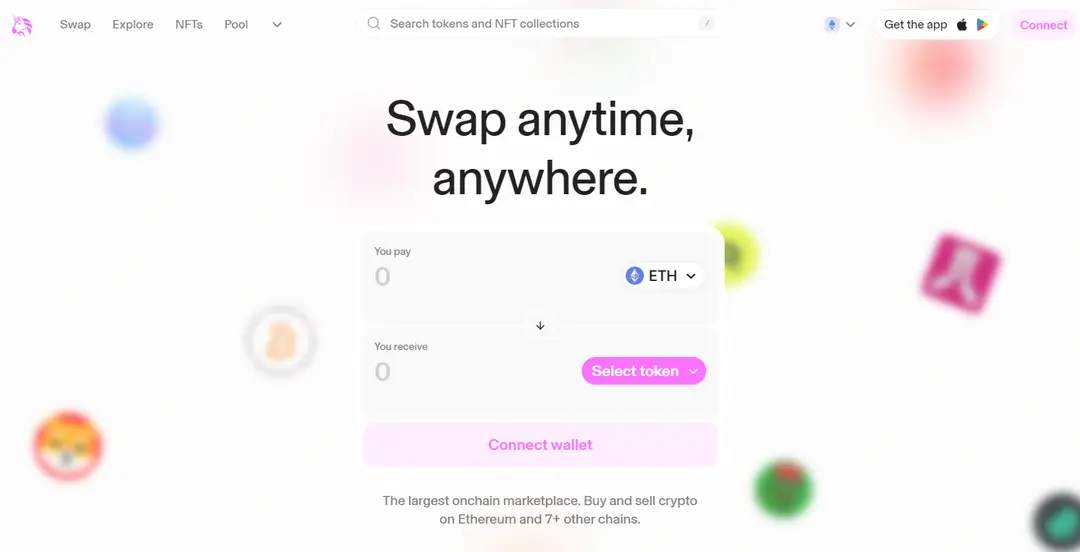 Swap Explore NFTs Pool Search tokens and NFT collections / Get the app Connect
Swap anytime,
anywhere.
You pay
0 ETH
You receive
0 Select token
Connect wallet
The largest onchain marketplace. Buy and sell crypto
on Ethereum and 7+ other chains.